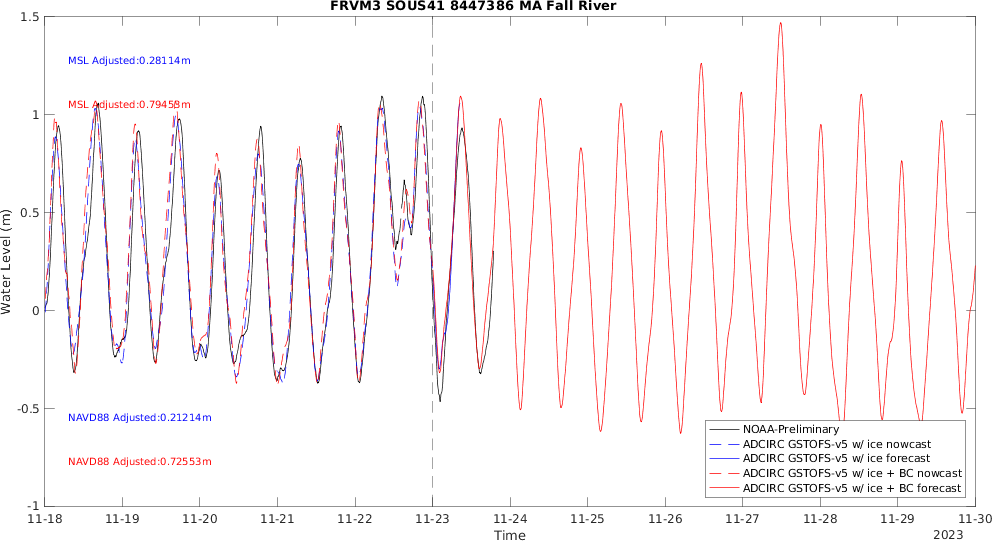 FRVM3 SOUS41 8447386 MA Fall River
1.5
1
0.5
0
-0.5
-1
Water Level (m)
MSL Adjusted:0.28114m
MSL Adjusted:0.79453m
NAVD88 Adjusted:0.21214m
NAVD88 Adjusted:0.72553m
NOAA-Preliminary
ADCIRC GSTOFS-v5 w/ ice nowcast
ADCIRC GSTOFS-v5 w/ ice forecast
ADCIRC GSTOFS-v5 w/ ice + BC nowcast
ADCIRC GSTOFS-v5 w/ ice + BC forecast
11-18 11-19 11-20 11-21 11-22 11-23 11-24 11-25 11-26 11-27 11-28 11-29 11-30
Time
2023